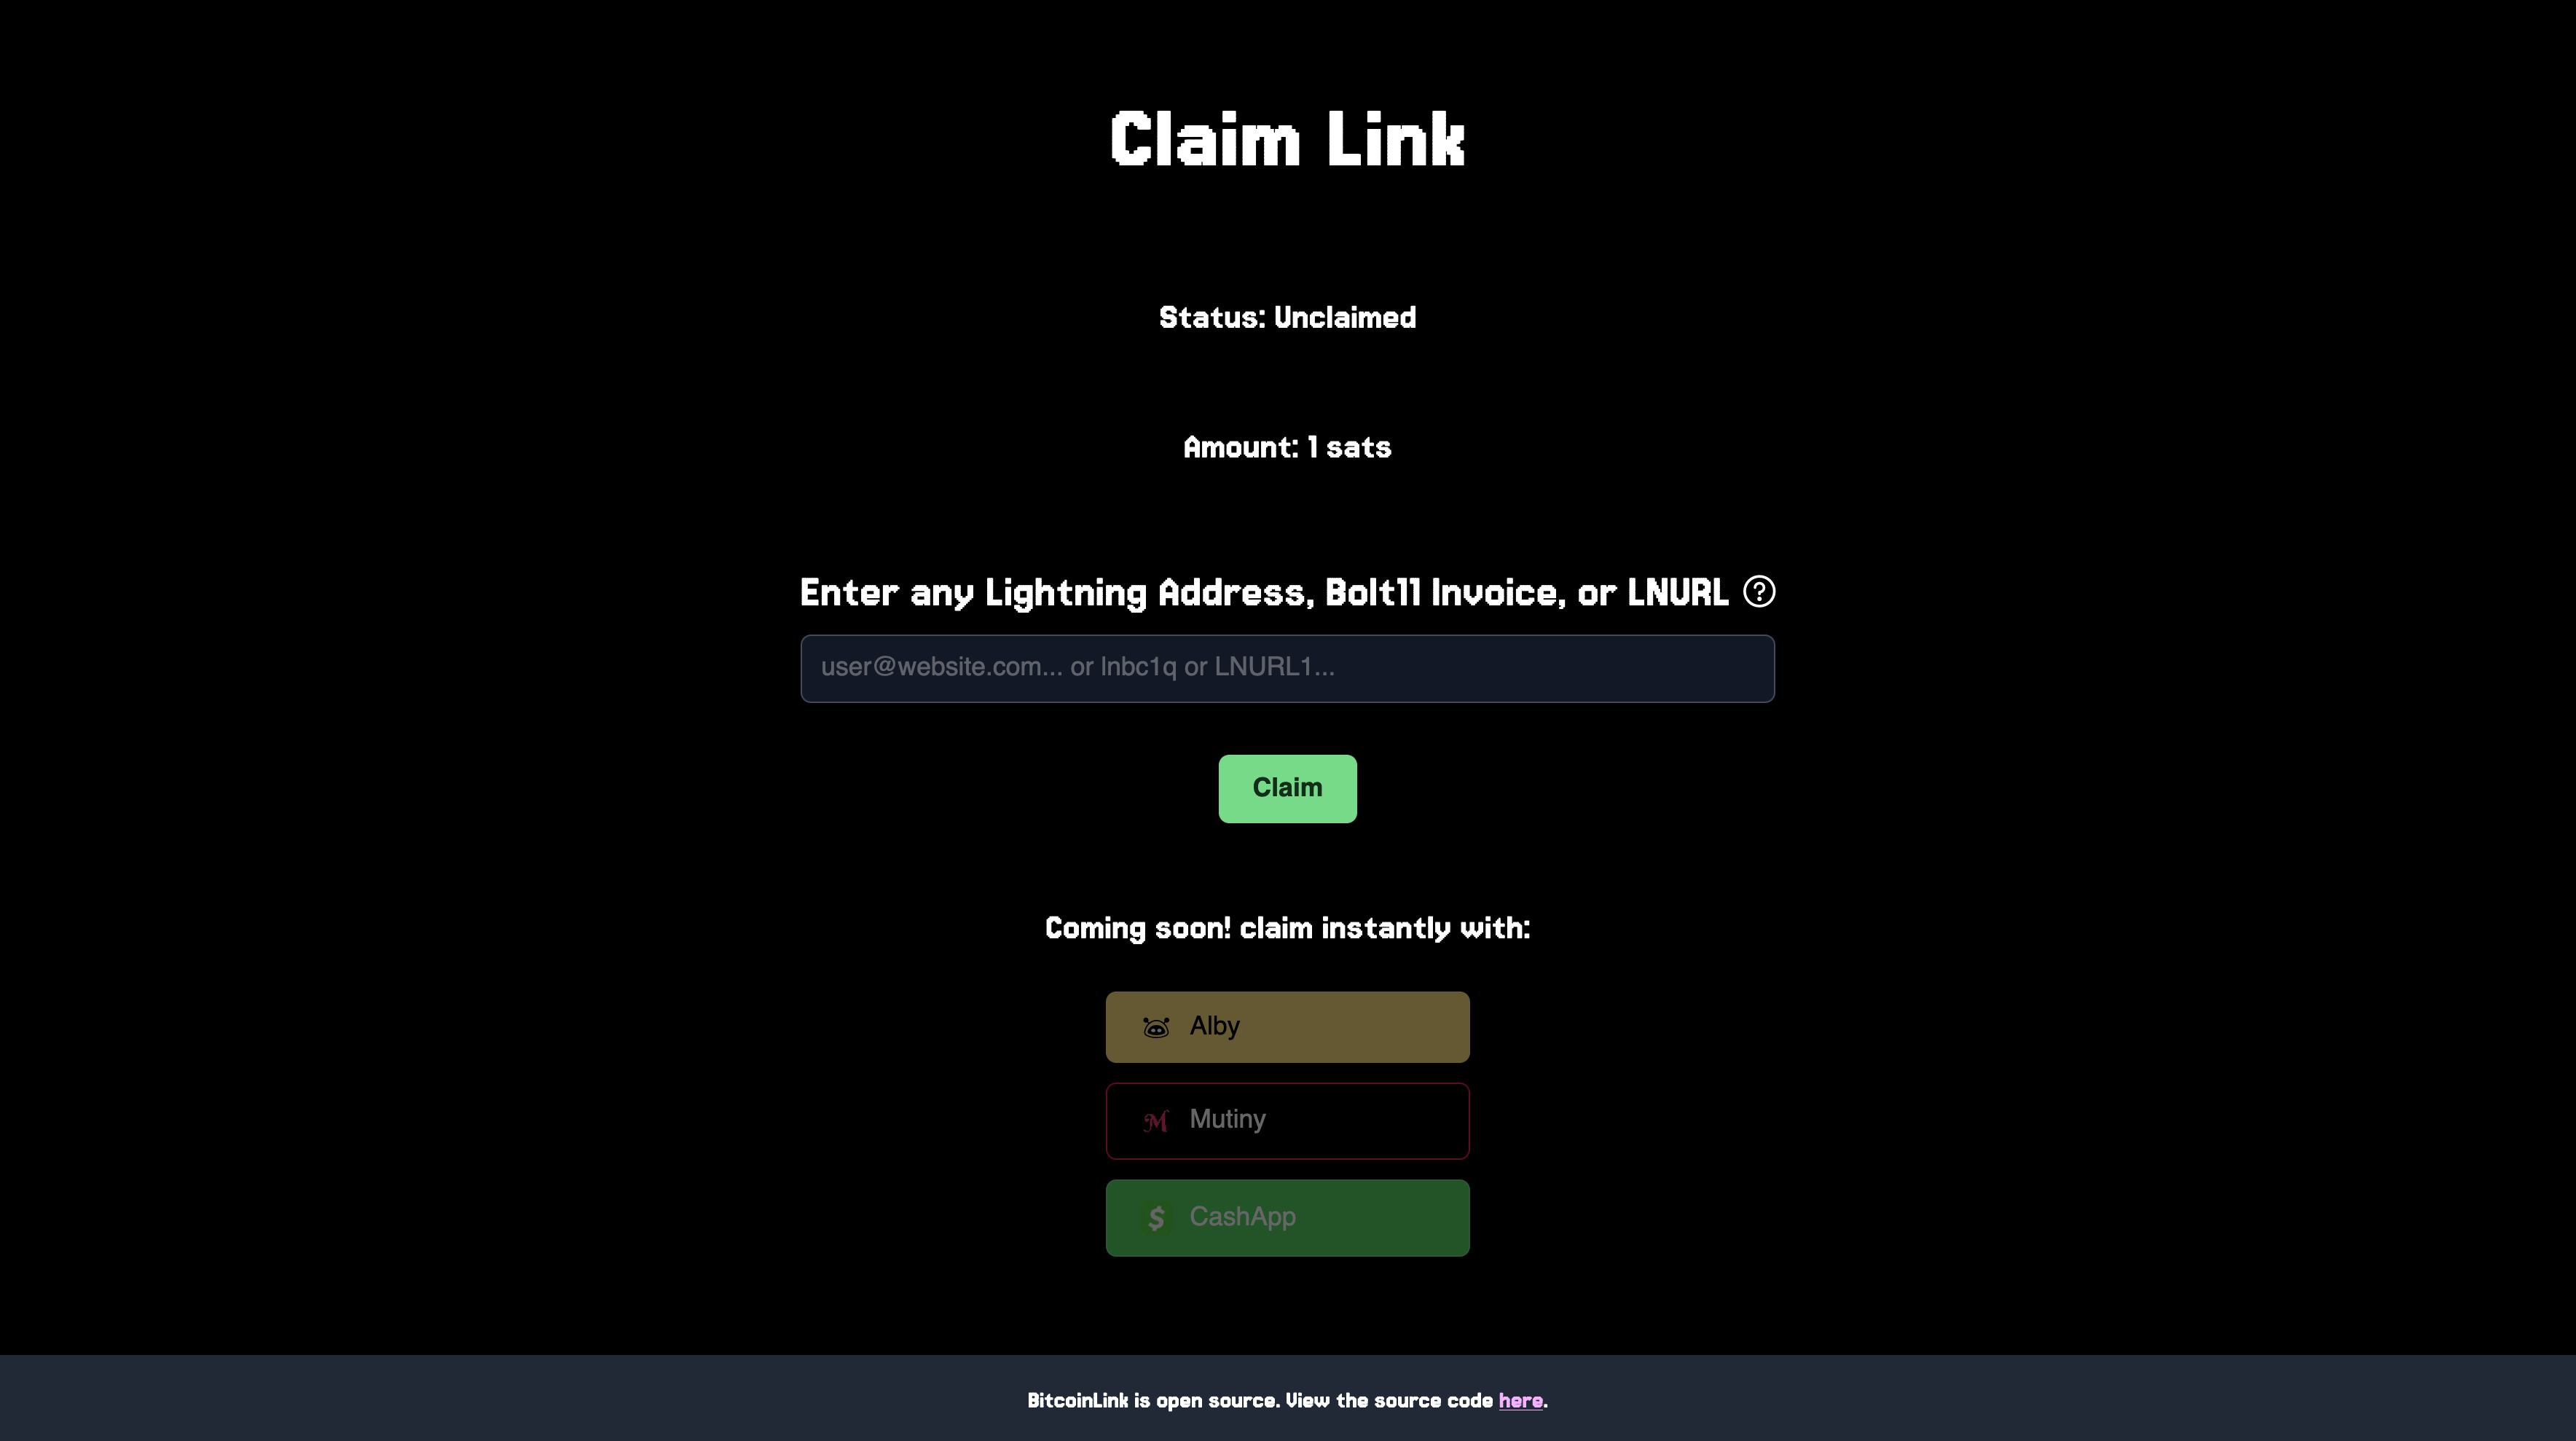 Claim Link
Status: Unclaimed
Amount: 1 sats
Enter any Lightning Address, Bolt11 Invoice, or LNURL ?
user@website.com... or lnbc1q or LNURL1...
Claim
Coming soon! claim instantly with:
Alby
M Mutiny
$ CashApp
BitcoinLink is open source. View the source code here.